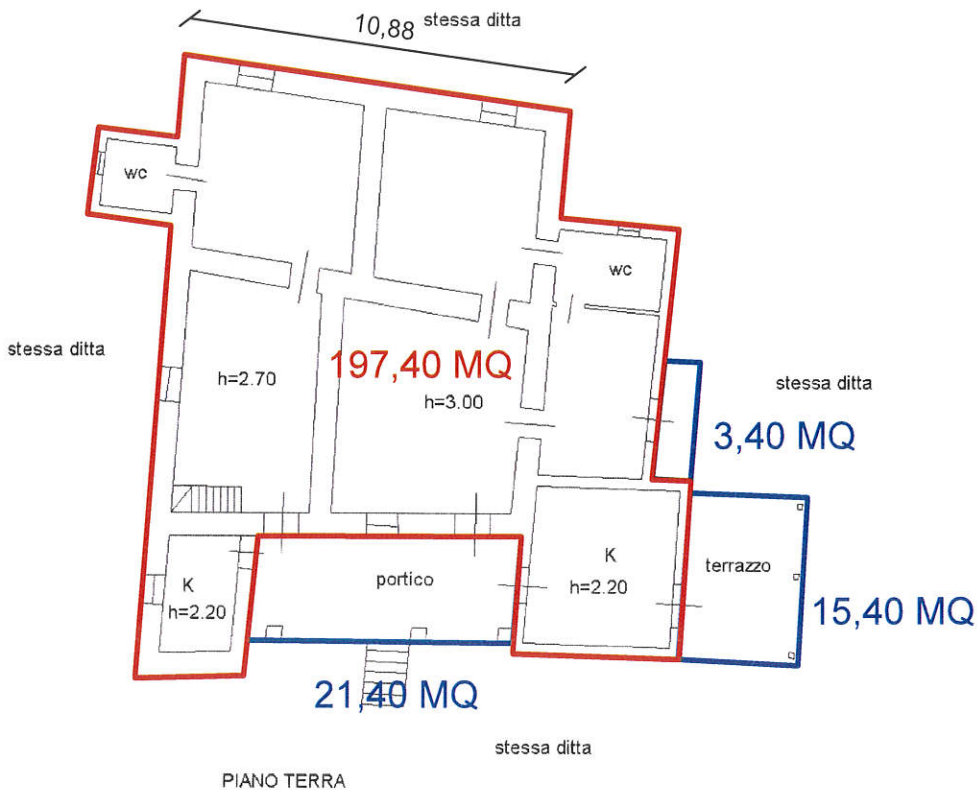 10,88
stessa ditta
wc
wc
stessa ditta
197,40 MQ
h=2.70
h=3.00
stessa ditta
3,40 MQ
K
h=2.20
portico
K
h=2.20
terrazzo
15,40 MQ
21,40 MQ
stessa ditta
PIANO TERRA